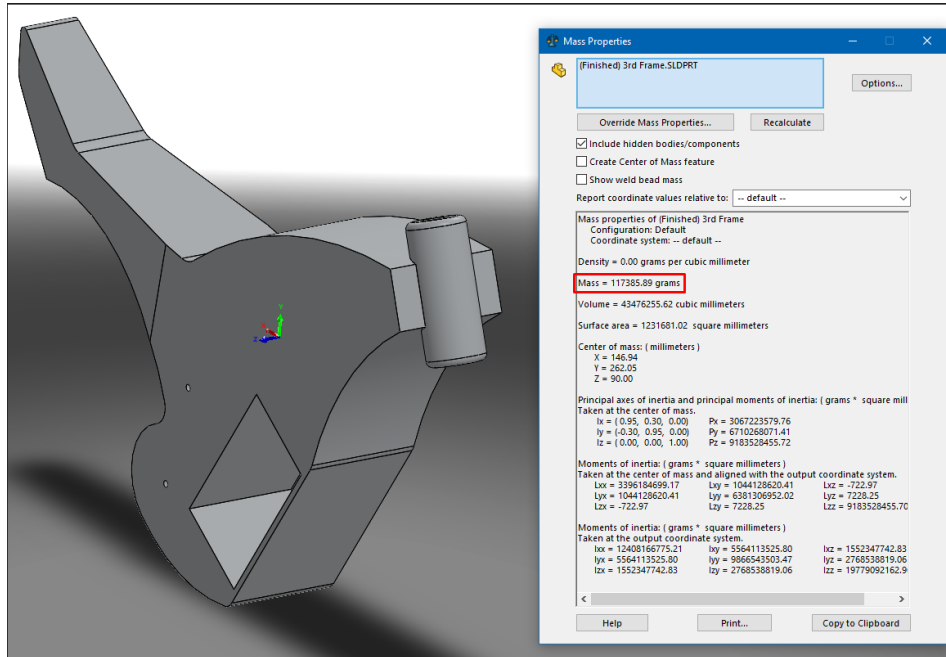 Mass Properties
(Finished) 3rd Frame.SLDPRT
Options...
Override Mass Properties...
Recalculate
Include hidden bodies/components
Create Center of Mass feature
Show weld bead mass
Report coordinate values relative to: -- default --
Mass properties of (Finished) 3rd Frame
Configuration: Default
Coordinate system: -- default --
Density = 0.00 grams per cubic millimeter
Mass = 117385.89 grams
Volume = 43476255.62 cubic millimeters
Surface area = 1231681.02 square millimeters
Center of mass: ( millimeters )
X = 146.94
Y = 262.05
Z = 90.00
Principal axes of inertia and principal moments of inertia: ( grams * square mill
Taken at the center of mass.
Ix = ( 0.95, 0.30, 0.00) Px = 3067223579.76
Iy = (-0.30, 0.95, 0.00) Py = 6710268071.41
Iz = ( 0.00, 0.00, 1.00) Pz = 9183528455.72
Moments of inertia: ( grams * square millimeters )
Taken at the center of mass and aligned with the output coordinate system.
Lxx = 3396184699.17 Lxy = 1044128620.41 Lxz = -722.97
Lyx = 1044128620.41 Lyy = 6381306952.02 Lyz = 7228.25
Lzx = -722.97 Lzy = 7228.25 Lzz = 9183528455.70
Moments of inertia: ( grams * square millimeters )
Taken at the output coordinate system.
Ixx = 12408166775.21 Ixy = 5564113525.80 Ixz = 1552347742.83
Iyx = 5564113525.80 Iyy = 9866543503.47 Iyz = 2768538819.06
Izx = 1552347742.83 Izy = 2768538819.06 Izz = 19779092162.9
Help
Print...
Copy to Clipboard
Y
Z